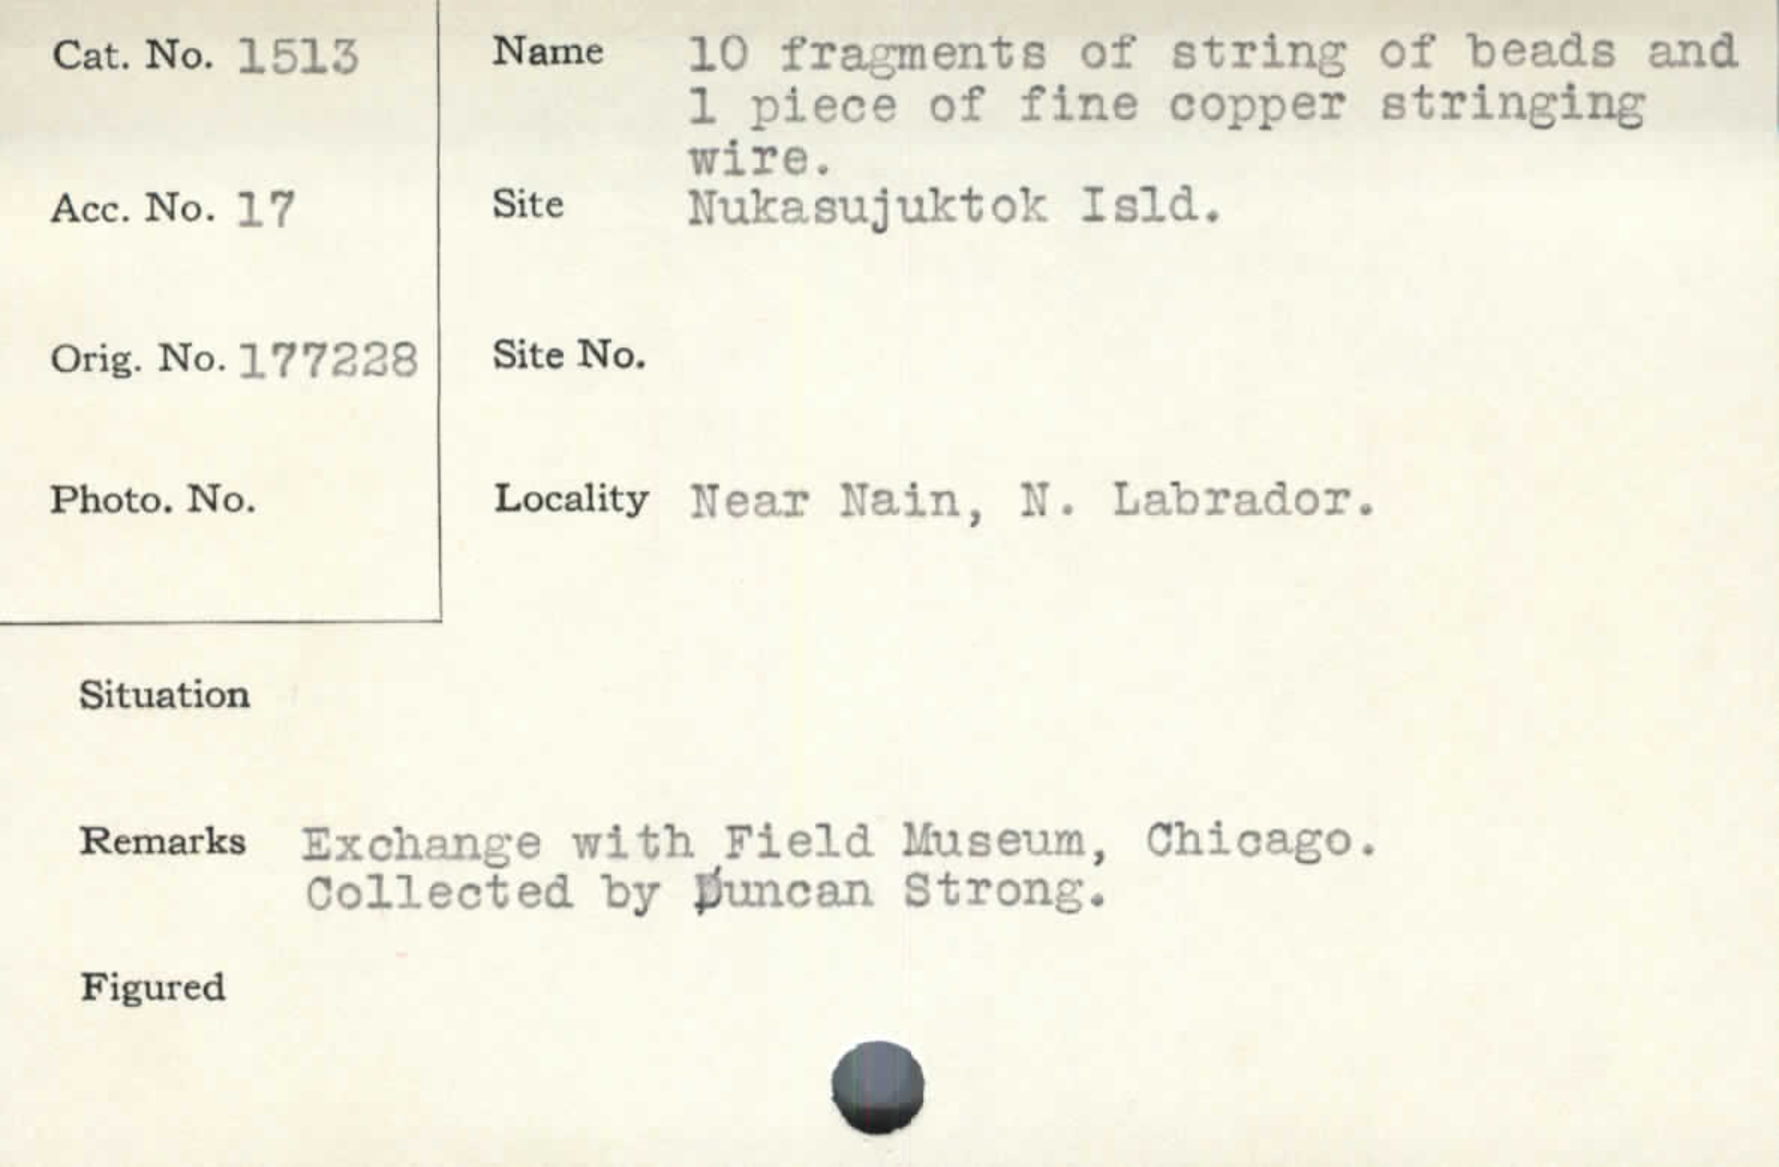 Cat. No. 1513
Name 10 fragments of string of beads and
1 piece of fine copper stringing
wire.
Acc. No. 17
Site Nukasujuktok Isld.
Orig. No. 177228
Site No.
Photo. No.
Locality Near Nain, N. Labrador.
Situation
Remarks Exchange with Field Museum, Chicago.
Collected by Duncan Strong.
Figured